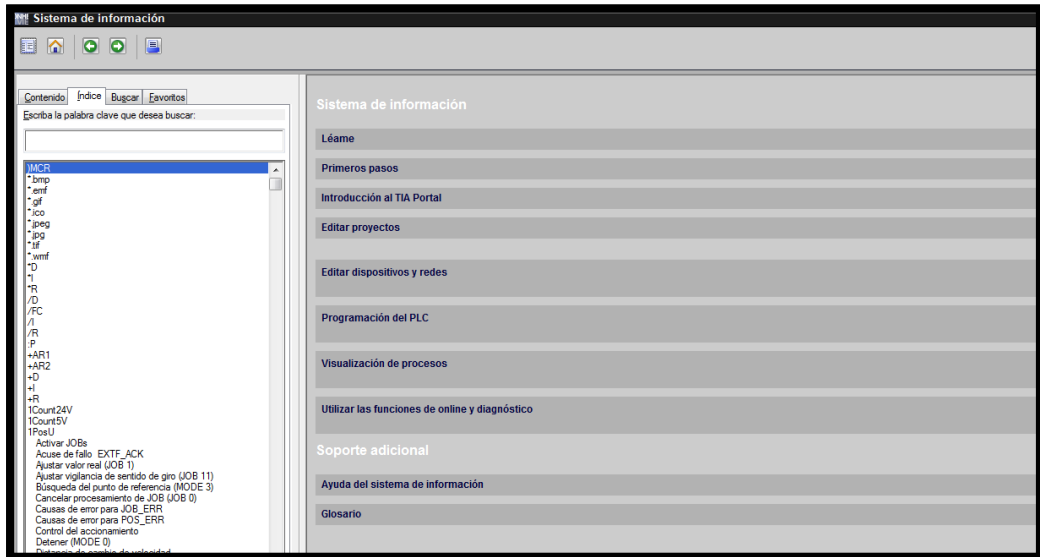 Sistema de información
Contenido Índice Buscar Favoritos
Escriba la palabra clave que desea buscar:
)MCR
*.bmp
*.emf
*.gif
*.ico
*.jpeg
*.jpg
*.tif
*.wmf
*D
*I
*R
/D
/FC
/I
/R
:P
+AR1
+AR2
+D
+I
+R
1Count24V
1Count5V
1PosU
Activar JOBs
Acuse de fallo EXTF_ACK
Ajustar valor real (JOB 1)
Ajustar vigilancia de sentido de giro (JOB 11)
Búsqueda del punto de referencia (MODE 3)
Cancelar procesamiento de JOB (JOB 0)
Causas de error para JOB_ERR
Causas de error para POS_ERR
Control del accionamiento
Detener (MODE 0)
Distancia de cambio de velocidad
Sistema de información
Léame
Primeros pasos
Introducción al TIA Portal
Editar proyectos
Editar dispositivos y redes
Programación del PLC
Visualización de procesos
Utilizar las funciones de online y diagnóstico
Soporte adicional
Ayuda del sistema de información
Glosario